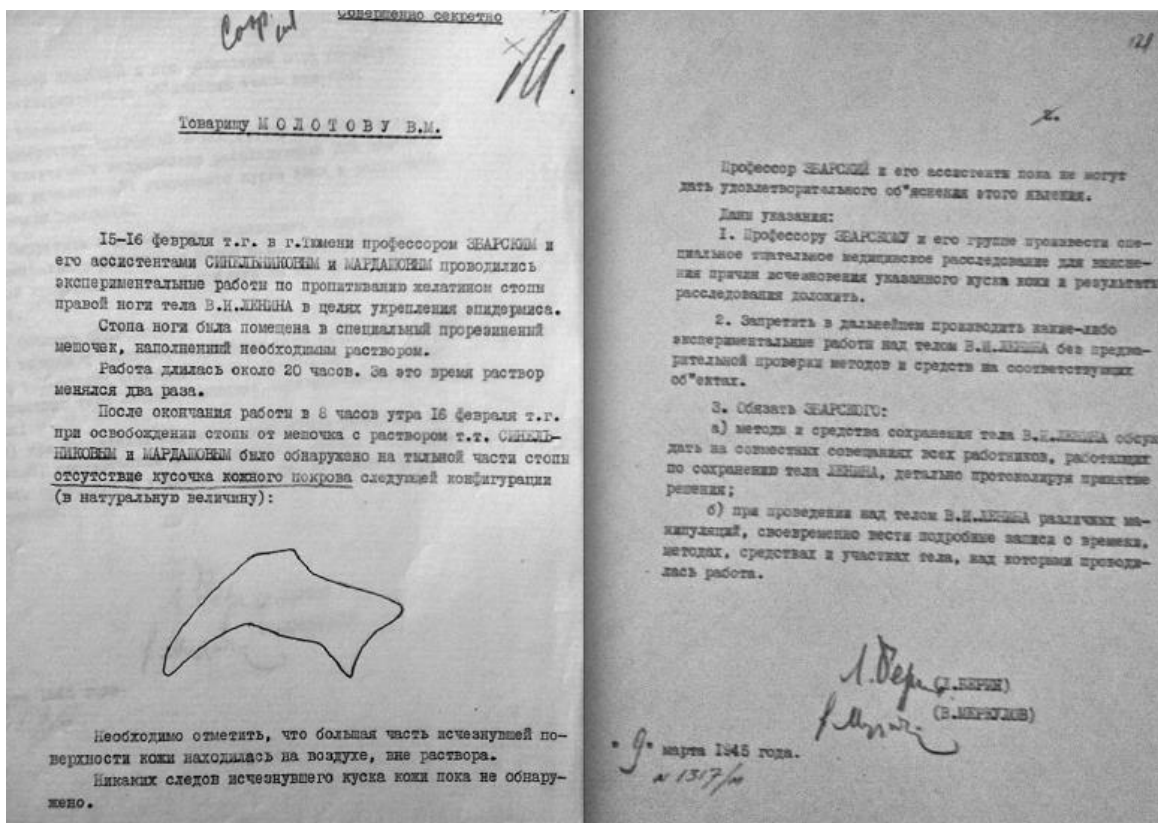 Совершенно секретно
Товарищу МОЛОТОВУ В.М.
15-16 февраля т.г. в г.Тюмени профессором ЗБАРСКИМ и
его ассистентами СИНЕЛЬНИКОВЫМ и МАРДАШОВЫМ проводились
экспериментальные работы по пропитыванию желатином стопы
правой ноги тела В.И.ЛЕНИНА в целях укрепления эпидермиса.
Стопа ноги была помещена в специальный прорезинений
мешочек, наполненний необходимым раствором.
Работа длилась около 20 часов. За это время раствор
менялся два раза.
После окончания работы в 8 часов утра 16 февраля т.г.
при освобождении стопы от мешочка с раствором т.т. СИНЕЛЬ-
НИКОВЫМ и МАРДАШОВЫМ было обнаружено на тыльной части стопы
отсутствие кусочка кожного покрова следующей конфигурации
(в натуральную величину):
Необходимо отметить, что большая часть исчезнувшей по-
верхности кожи находилась на воздухе, вне раствора.
Никаких следов исчезнувшего куска кожи пока не обнару-
жено.
2.
Профессор ЗБАРСКИЙ и его ассистенты пока не могут
дать удовлетворительного об"яснения этого явления.
Даны указания:
1. Профессору ЗБАРСКОМУ и его группе произвести спе-
циальное тщательное медицинское расследование для выясне-
ния причин исчезновения указанного куска кожи и результати
расследования доложить.
2. Запретить в дальнейшем производить какие-либо
экспериментальные работы над телом В.И.ЛЕНИНА без предва-
рительной проверки методов и средств на соответствующих
об"ектах.
3. Обязать ЗБАРСКОГО:
а) методы и средства сохранения тела В.И.ЛЕНИНА обсуж
дать на совместных совещаниях всех работников, работающих
по сохранению тела ЛЕНИНА, детально протоколируя принятие
решения;
б) при проведении над телом В.И.ЛЕНИНА различных ма-
нипуляций, своевременно вести подробные записи о времени,
методах, средствах и участках тела, над которыми проводи-
лась работа.
(Л.БЕРИЯ)
(В.МЕРКУЛОВ)
"9" марта 1945 года.